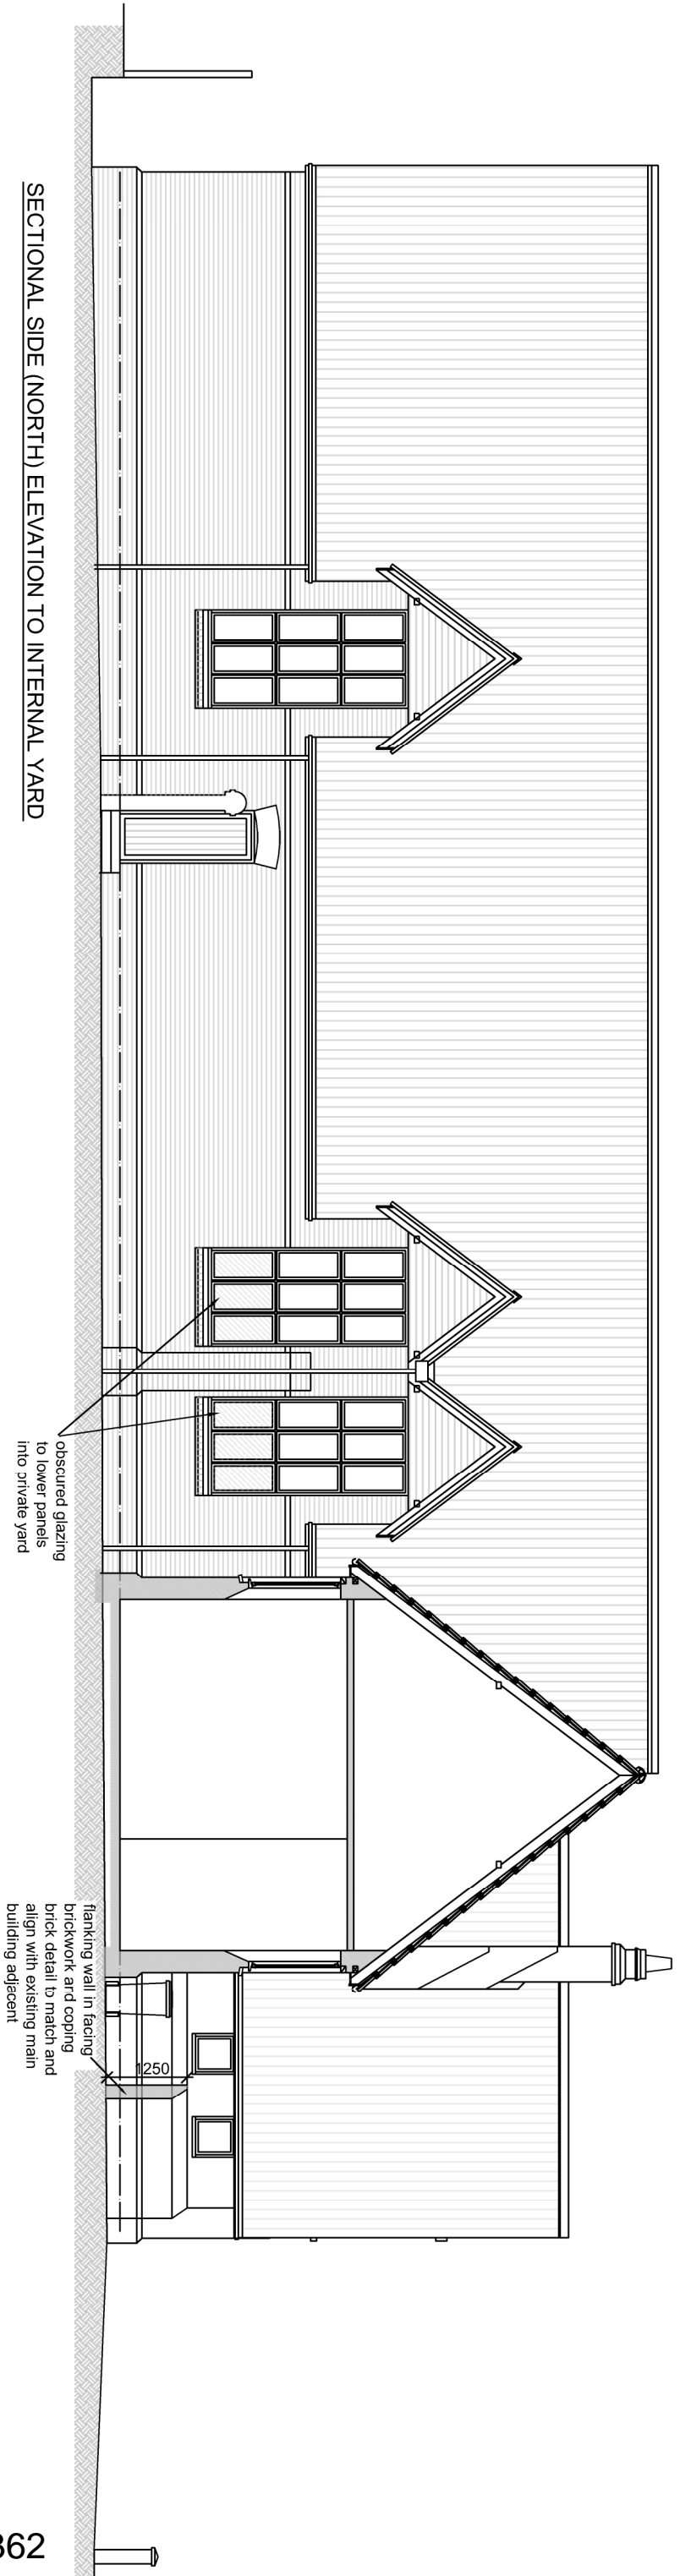 SECTIONAL SIDE (NORTH) ELEVATION TO INTERNAL YARD
obscured glazing
to lower panels
into private yard
flanking wall in facing
brickwork and coping
brick detail to match and
align with existing main
building adjacent
1250
362